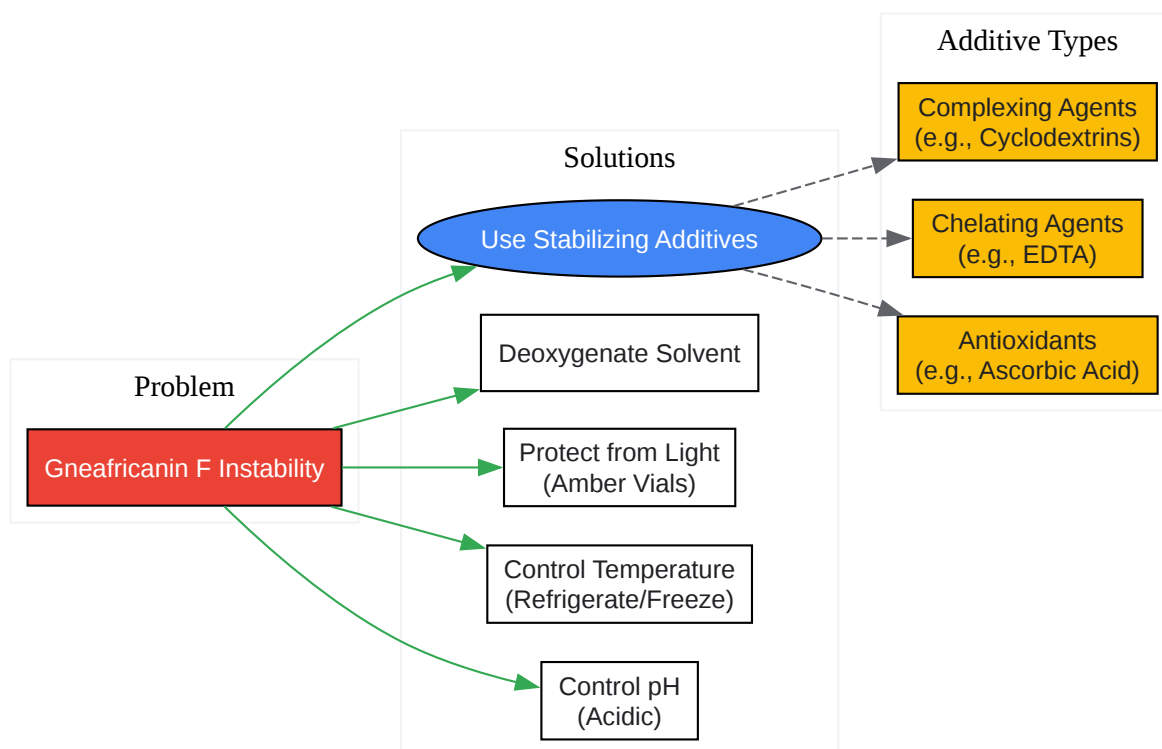 Problem
Gneafricanin F Instability
Solutions
Use Stabilizing Additives
Deoxygenate Solvent
Protect from Light
(Amber Vials)
Control Temperature
(Refrigerate/Freeze)
Control pH
(Acidic)
Additive Types
Complexing Agents
(e.g., Cyclodextrins)
Chelating Agents
(e.g., EDTA)
Antioxidants
(e.g., Ascorbic Acid)